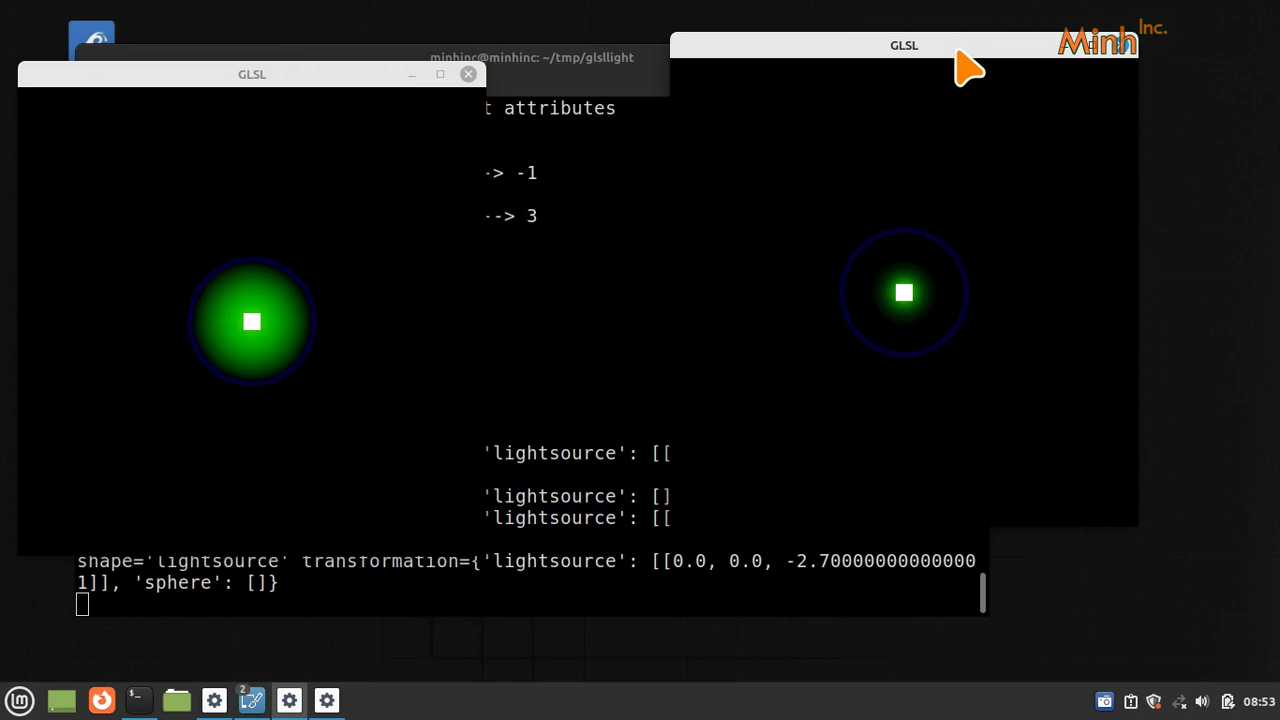 Minh Inc.
minhinc@minhinc: ~/tmp/glsllight
GLSL
GLSL
t attributes
-> -1
--> 3
'lightsource': [[
'lightsource': []
'lightsource': [[
shape='lightsource' transformation={'lightsource': [[0.0, 0.0, -2.70000000000000
1]], 'sphere': []}
2
$_
08:53